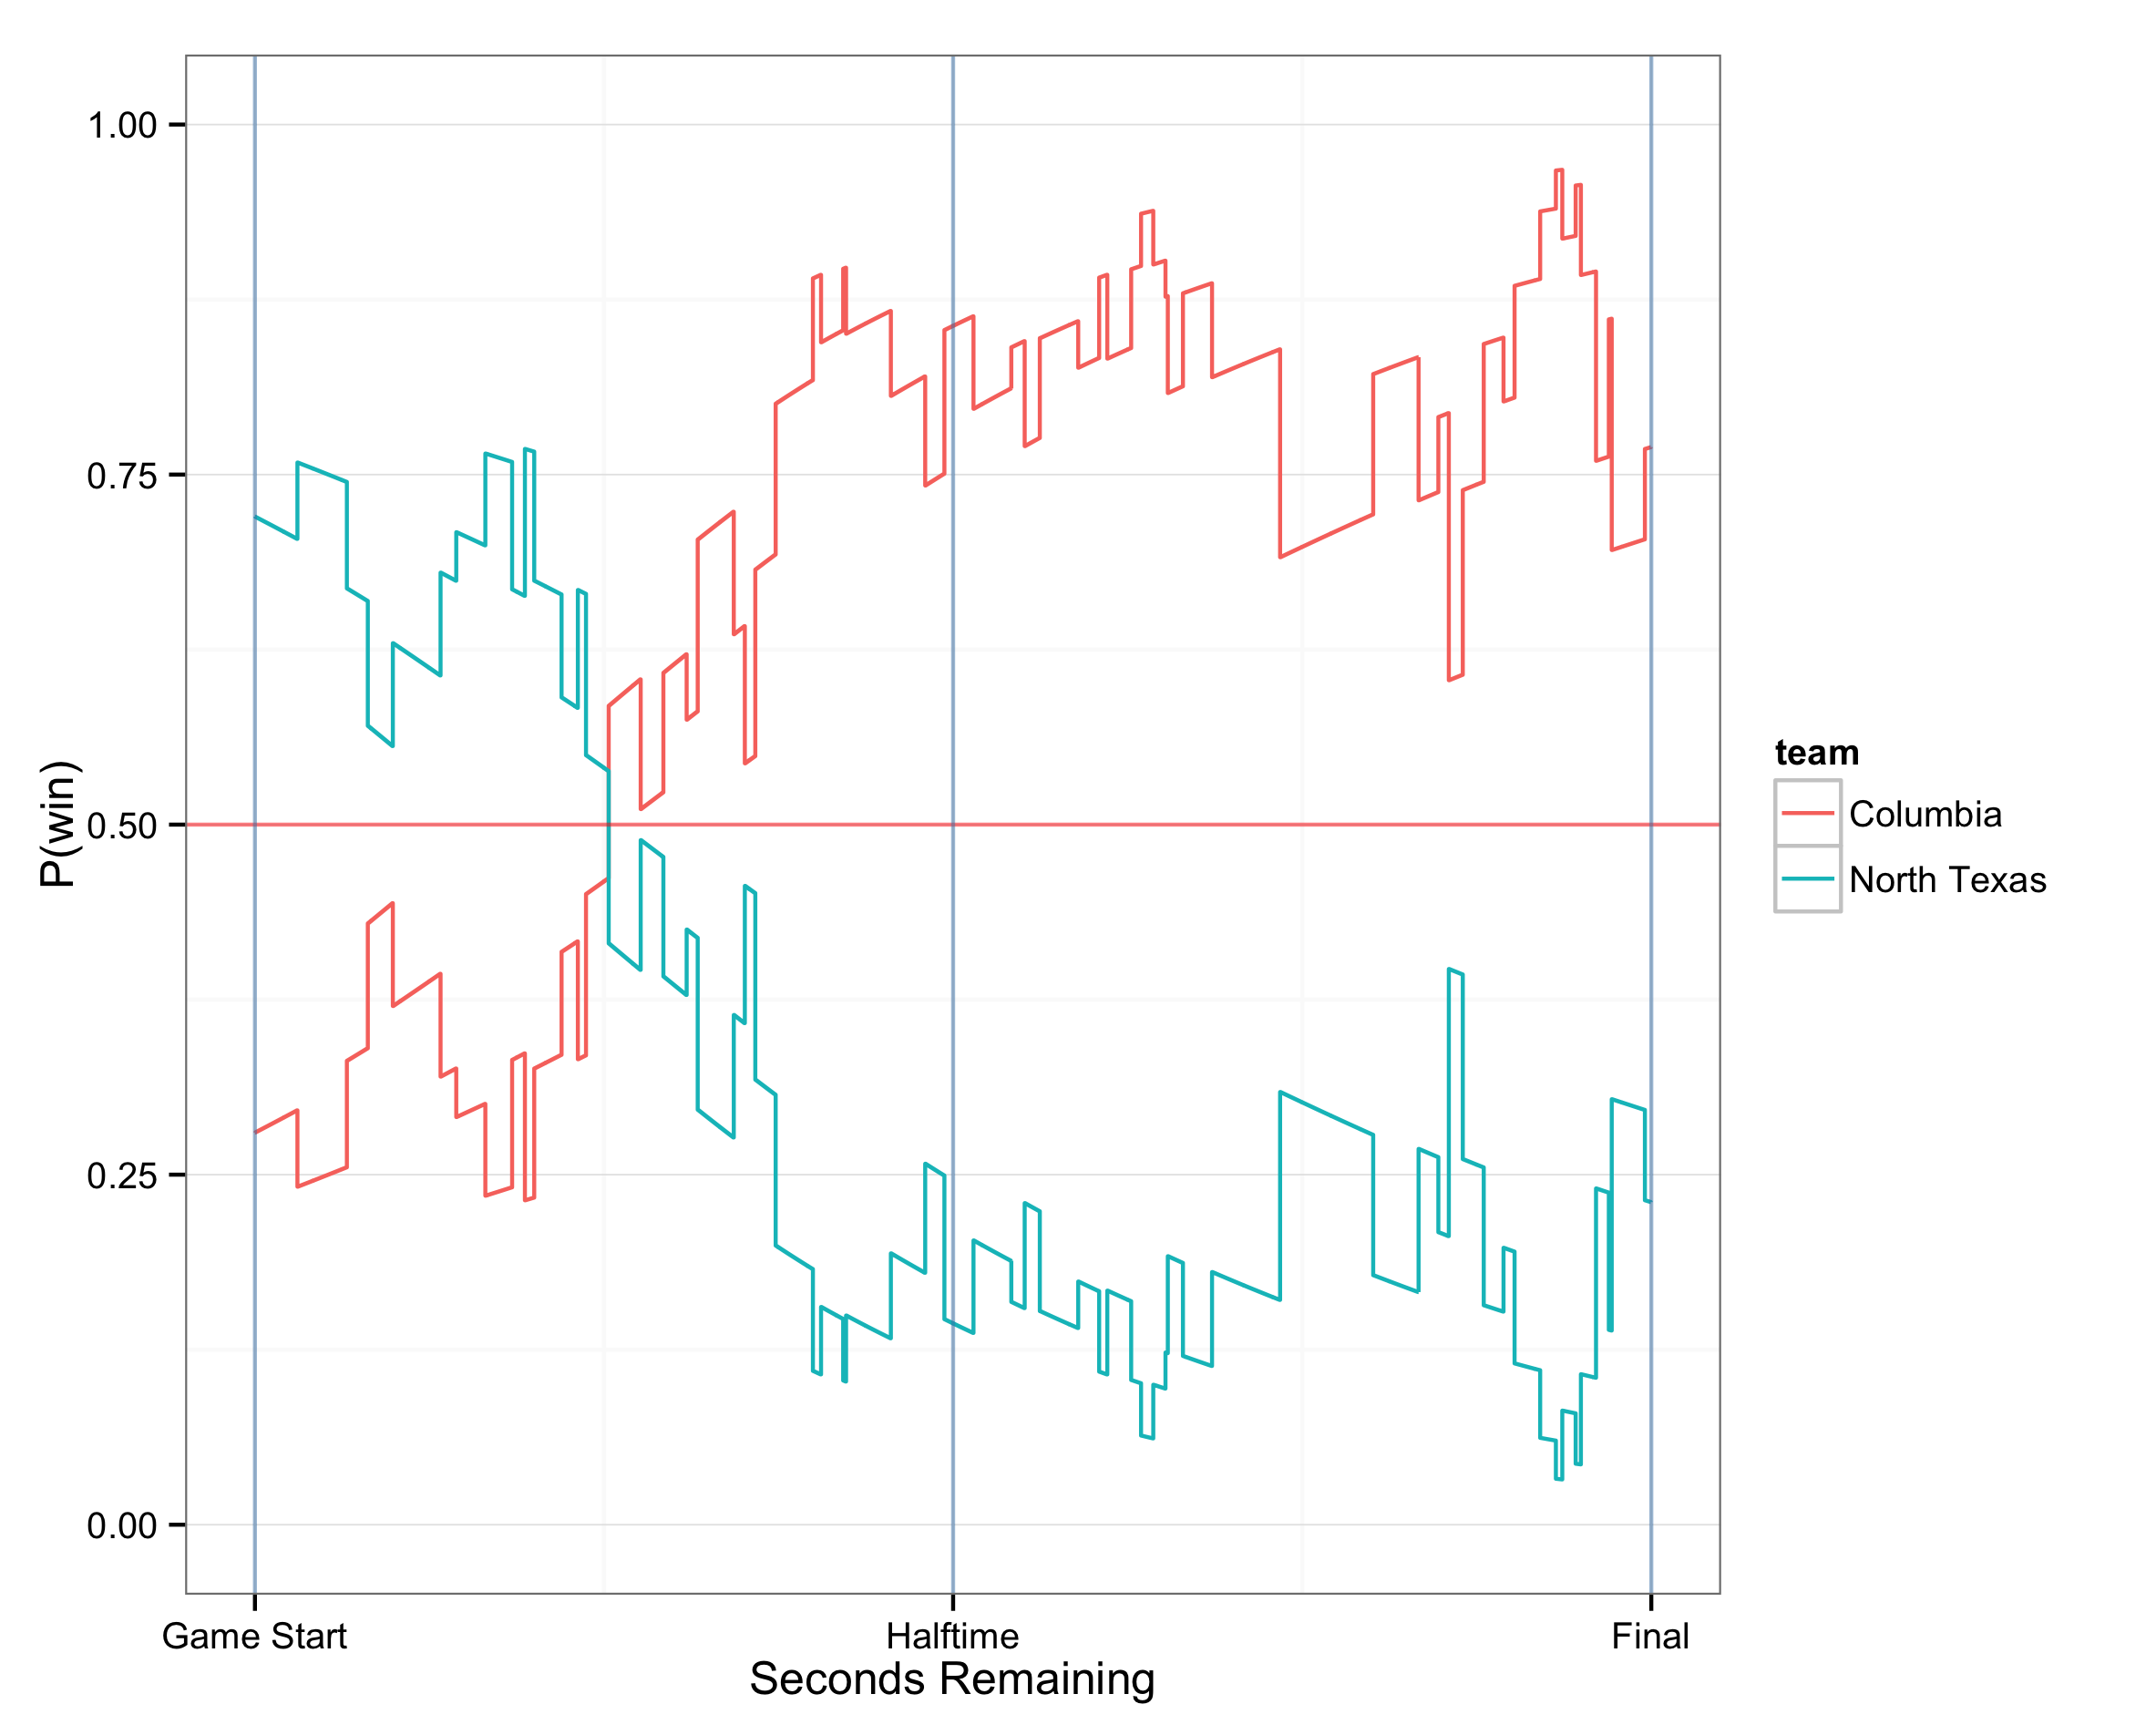 1.00
0.75
0.50
0.25
0.00
P(win)
Game Start
Halftime
Final
Seconds Remaining
team
Columbia
North Texas